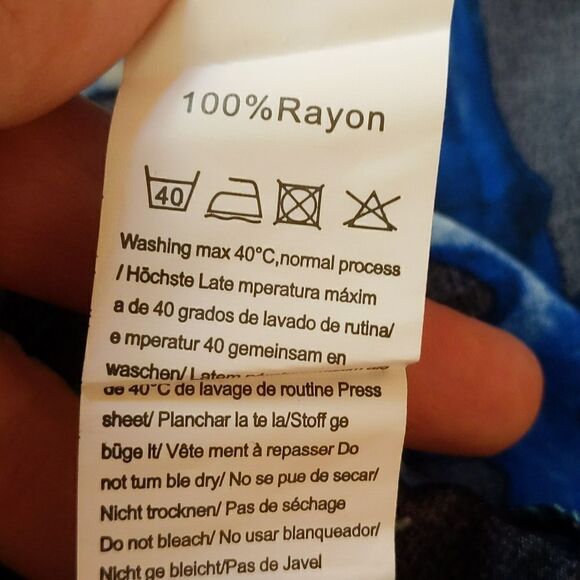 100%Rayon
40
Washing max 40°C,normal process
/Höchste Late mperatura máxim
a de 40 grados de lavado de rutina/
e mperatur 40 gemeinsam en
waschen/
de 40°C de lavage de routine Press
sheet/ Planchar la te la/Stoff ge
büge lt/ Vête ment à repasser Do
not tum ble dry/ No se pue de secar/
Nicht trocknen/ Pas de séchage
Do not bleach/ No usar blanqueador/
Nicht ge bleicht/Pas de Javel